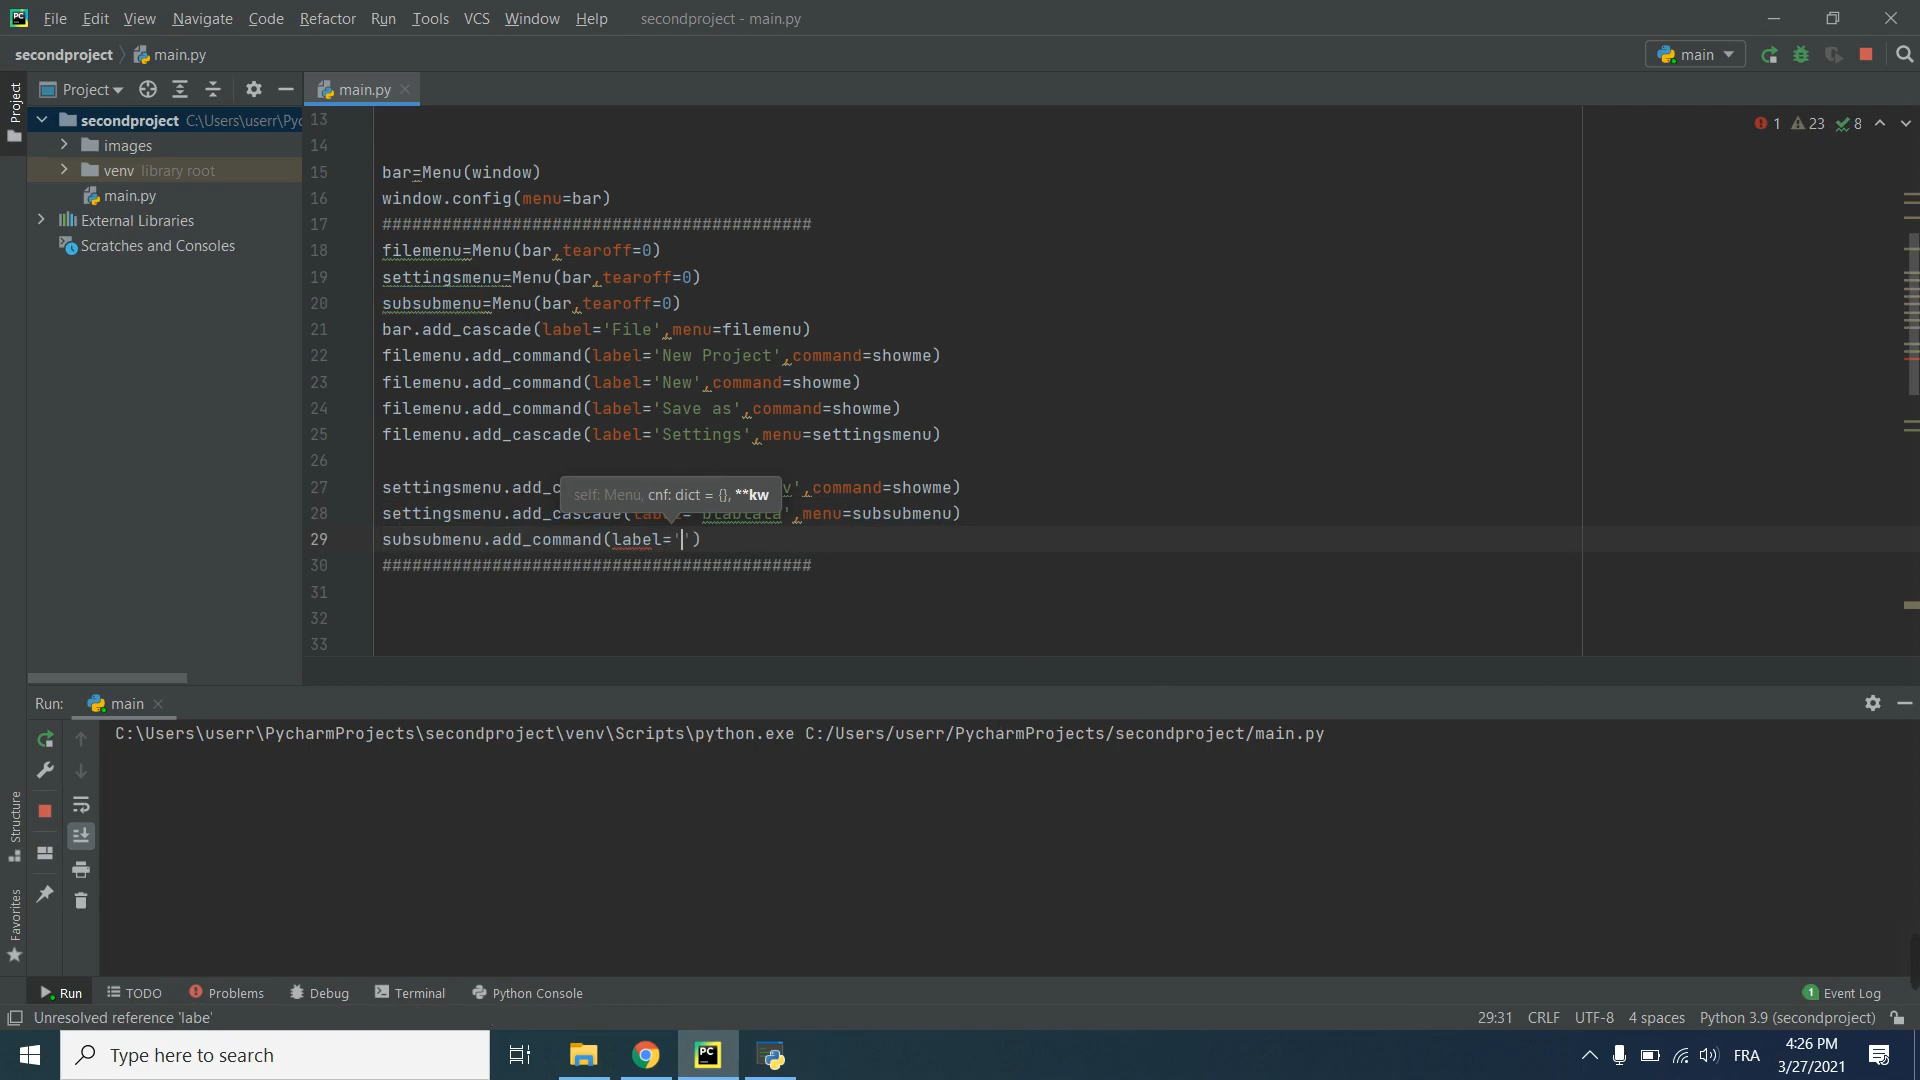 File Edit View Navigate Code Refactor Run Tools VCS Window Help secondproject - main.py
secondproject main.py main
Project main.py
secondproject C:\Users\userr\Pyc
images
venv library root
main.py
External Libraries
Scratches and Consoles
Project
1 23 8
13
14
15 bar=Menu(window)
16 window.config(menu=bar)
17 ###########################################
18 filemenu=Menu(bar,tearoff=0)
19 settingsmenu=Menu(bar,tearoff=0)
20 subsubmenu=Menu(bar,tearoff=0)
21 bar.add_cascade(label='File',menu=filemenu)
22 filemenu.add_command(label='New Project',command=showme)
23 filemenu.add_command(label='New',command=showme)
24 filemenu.add_command(label='Save as',command=showme)
25 filemenu.add_cascade(label='Settings',menu=settingsmenu)
26
self: Menu, cnf: dict = {}, **kw
27 settingsmenu.add_c v',command=showme)
28 settingsmenu.add_cascade(label='blablala',menu=subsubmenu)
29 subsubmenu.add_command(label='')
30 ###########################################
31
32
33
Run: main
C:\Users\userr\PycharmProjects\secondproject\venv\Scripts\python.exe C:/Users/userr/PycharmProjects/secondproject/main.py
Structure
Favorites
Run TODO Problems Debug Terminal Python Console 1 Event Log
Unresolved reference 'labe' 29:31 CRLF UTF-8 4 spaces Python 3.9 (secondproject)
Type here to search FRA 4:26 PM
3/27/2021